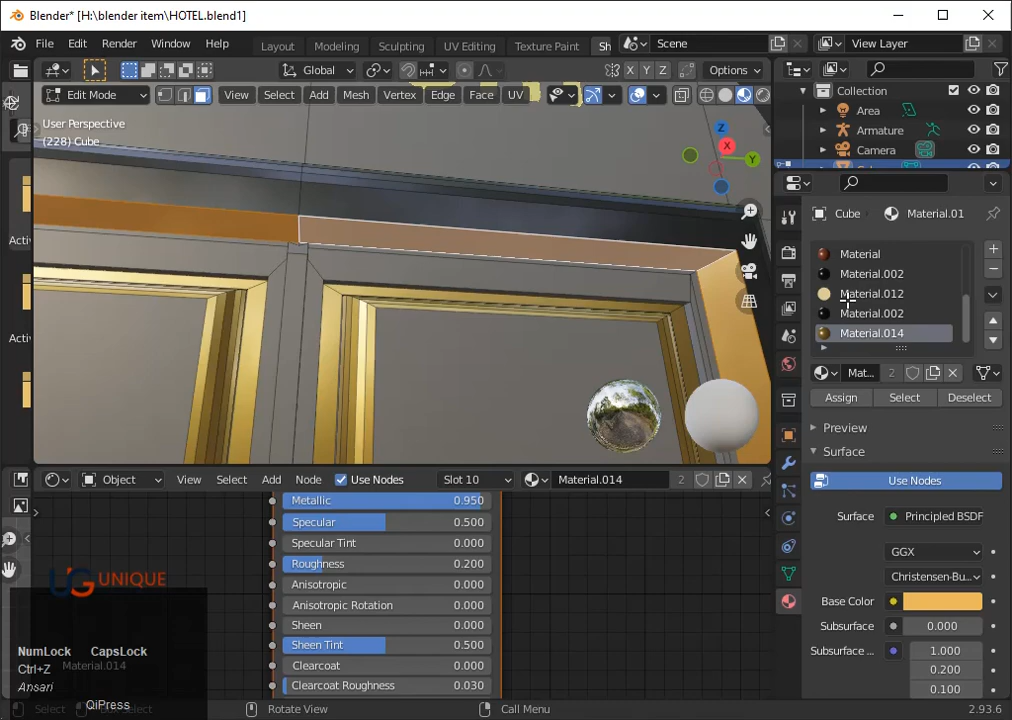 Blender* [H:\blender item\HOTEL.blend1]
File Edit Render Window Help Layout Modeling Sculpting UV Editing Texture Paint Sh Scene View Layer
Global Options
Edit Mode View Select Add Mesh Vertex Edge Face UV
X Y Z
User Perspective
(228) Cube
Z
X
Y
Activ
Activ
Activ
Collection
Area
Armature
Camera
Cube Material.01
Material
Material.002
Material.012
Material.002
Material.014
Mat... 2
Assign Select Deselect
Preview
Surface
Use Nodes
Surface Principled BSDF
GGX
Christensen-Bu...
Base Color
Subsurface 0.000
Subsurface ... 1.000
0.200
0.100
Object View Select Add Node Use Nodes Slot 10 Material.014 2
Metallic 0.950
Specular 0.500
Specular Tint 0.000
Roughness 0.200
Anisotropic 0.000
Anisotropic Rotation 0.000
Sheen 0.000
Sheen Tint 0.500
Clearcoat 0.000
Clearcoat Roughness 0.030
UG UNIQUE
NumLock CapsLock
Ctrl+Z
Material.014
Ansari
QiPress
Select Box Select Rotate View Call Menu 2.93.6